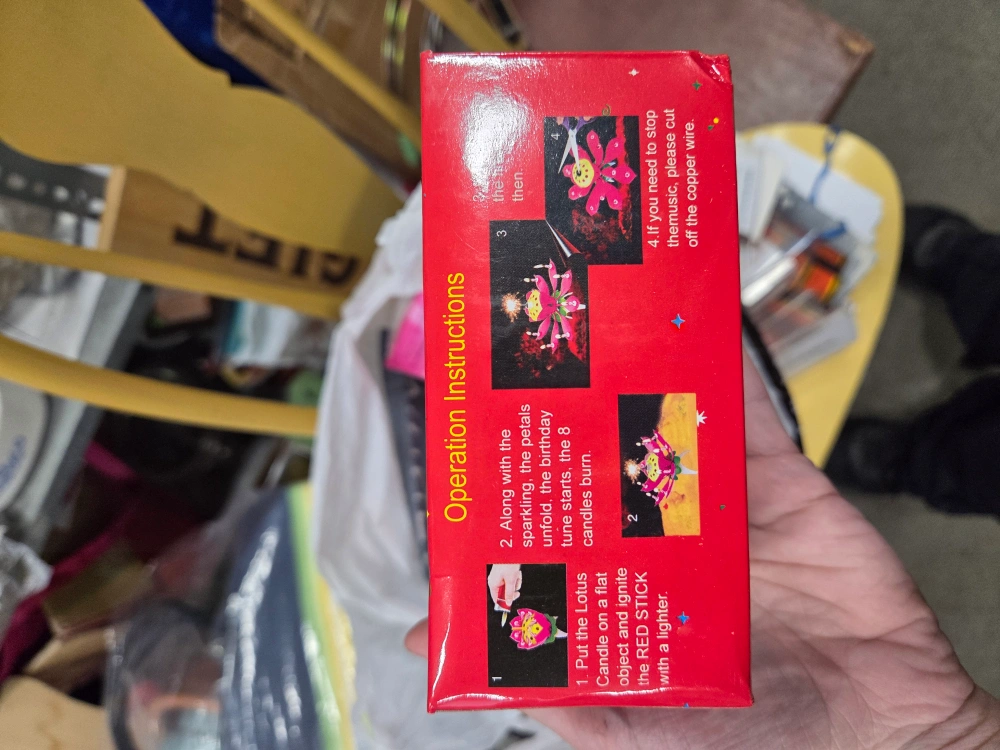 Operation Instructions
1
1. Put the Lotus
Candle on a flat
object and ignite
the RED STICK
with a lighter.
2. Along with the
sparkling, the petals
unfold, the birthday
tune starts, the 8
candles burn.
2
3
3.
the
then
4
4.If you need to stop
themusic, please cut
off the copper wire.